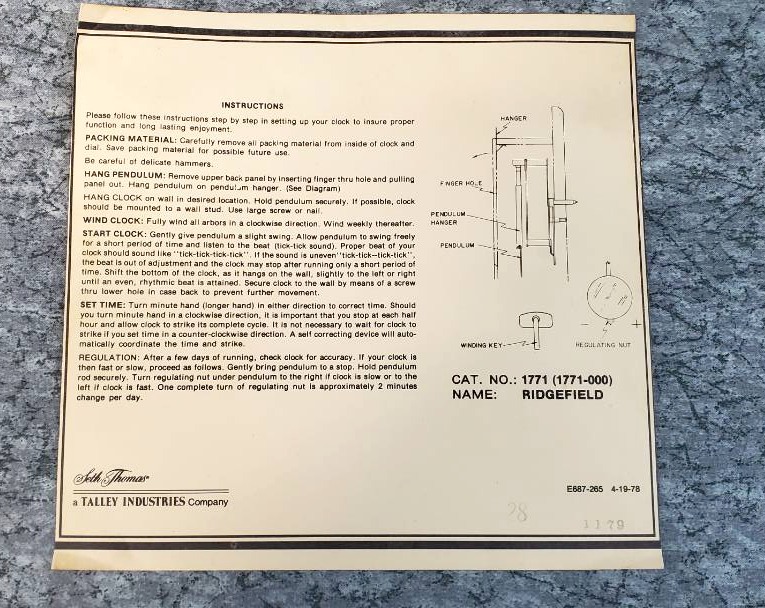 INSTRUCTIONS
Please follow these instructions step by step in setting up your clock to insure proper
function and long lasting enjoyment.
PACKING MATERIAL: Carefully remove all packing material from inside of clock and
dial. Save packing material for possible future use.
Be careful of delicate hammers.
HANG PENDULUM: Remove upper back panel by inserting finger thru hole and pulling
panel out. Hang pendulum on pendulum hanger. (See Diagram)
HANG CLOCK on wall in desired location. Hold pendulum securely. If possible, clock
should be mounted to a wall stud. Use large screw or nail.
WIND CLOCK: Fully wind all arbors in a clockwise direction. Wind weekly thereafter.
START CLOCK: Gently give pendulum a slight swing. Allow pendulum to swing freely
for a short period of time and listen to the beat (tick-tick sound). Proper beat of your
clock should sound like "tick-tick-tick-tick". If the sound is uneven "tick-tick—tick-tick",
the beat is out of adjustment and the clock may stop after running only a short period of
time. Shift the bottom of the clock, as it hangs on the wall, slightly to the left or right
until an even, rhythmic beat is attained. Secure clock to the wall by means of a screw
thru lower hole in case back to prevent further movement.
SET TIME: Turn minute hand (longer hand) in either direction to correct time. Should
you turn minute hand in a clockwise direction, it is important that you stop at each half
hour and allow clock to strike its complete cycle. It is not necessary to wait for clock to
strike if you set time in a counter-clockwise direction. A self correcting device will auto-
matically coordinate the time and strike.
REGULATION: After a few days of running, check clock for accuracy. If your clock is
then fast or slow, proceed as follows. Gently bring pendulum to a stop. Hold pendulum
rod securely. Turn regulating nut under pendulum to the right if clock is slow or to the
left if clock is fast. One complete turn of regulating nut is approximately 2 minutes
change per day.
HANGER
FINGER HOLE
PENDULUM
HANGER
PENDULUM
- +
WINDING KEY
REGULATING NUT
CAT. NO.: 1771 (1771-000)
NAME: RIDGEFIELD
Seth Thomas®
a TALLEY INDUSTRIES Company
E687-265 4-19-78
28
1179